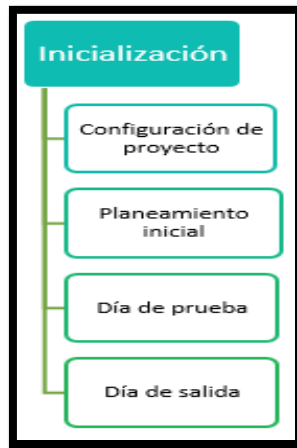 Inicialización
Configuración de
proyecto
Planeamiento
inicial
Día de prueba
Día de salida